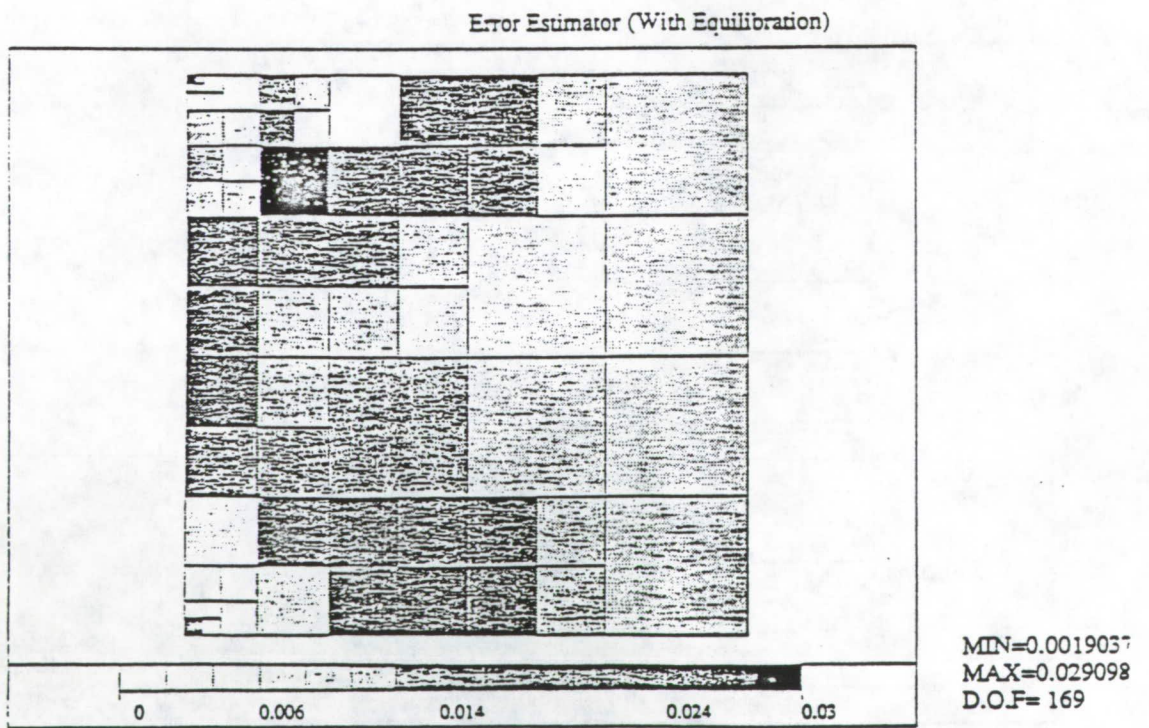 Error Estimator (With Equilibration)
MIN=0.0019037
MAX=0.029098
D.O.F= 169
0 0.006 0.014 0.024 0.03